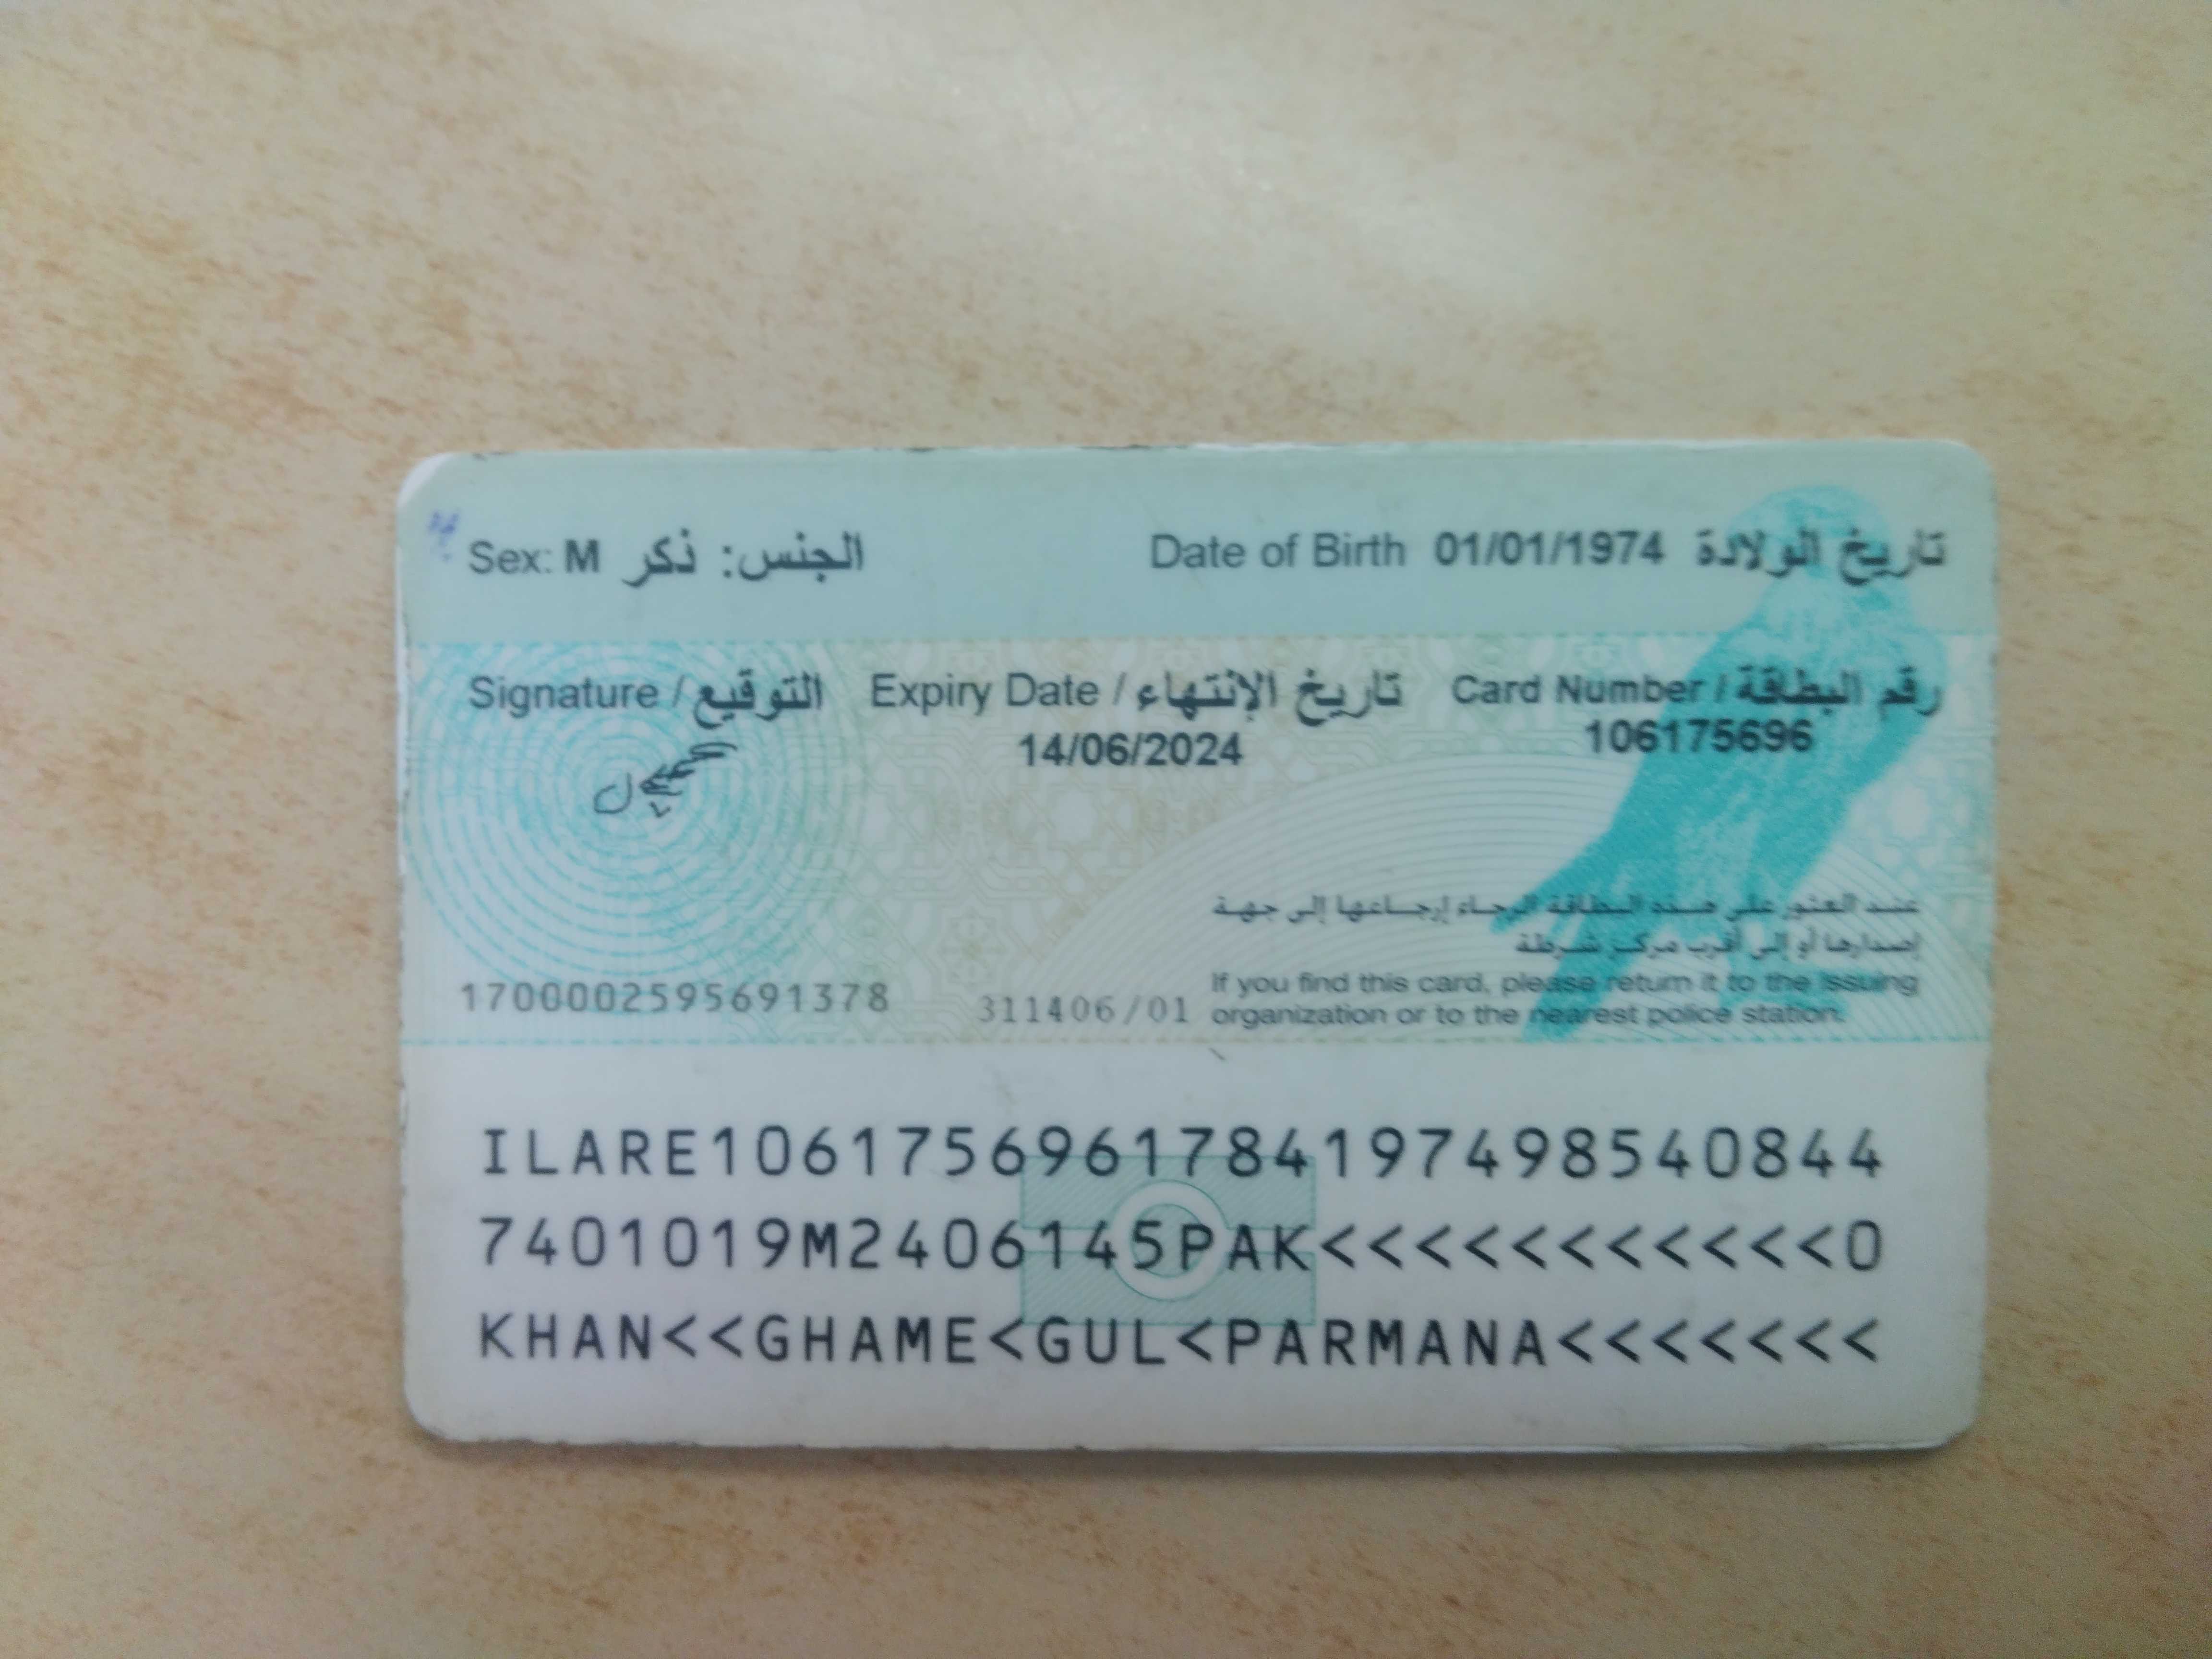 Sex: M الجنس: ذكر
Date of Birth 01/01/1974 تاريخ الولادة
Signature / التوقيع
Expiry Date / تاريخ الإنتهاء
14/06/2024
Card Number / رقم البطاقة
106175696
عند العثور على هذه البطاقة الرجاء إرجاعها إلى جهة
إصدارها أو إلى أقرب مركز شرطة
If you find this card, please return it to the issuing
organization or to the nearest police station.
1700002595691378
311406/01
ILARE1061756961784197498540844
7401019M2406145PAK<<<<<<<<<<<0
KHAN<<GHAME<GUL<PARMANA<<<<<<<